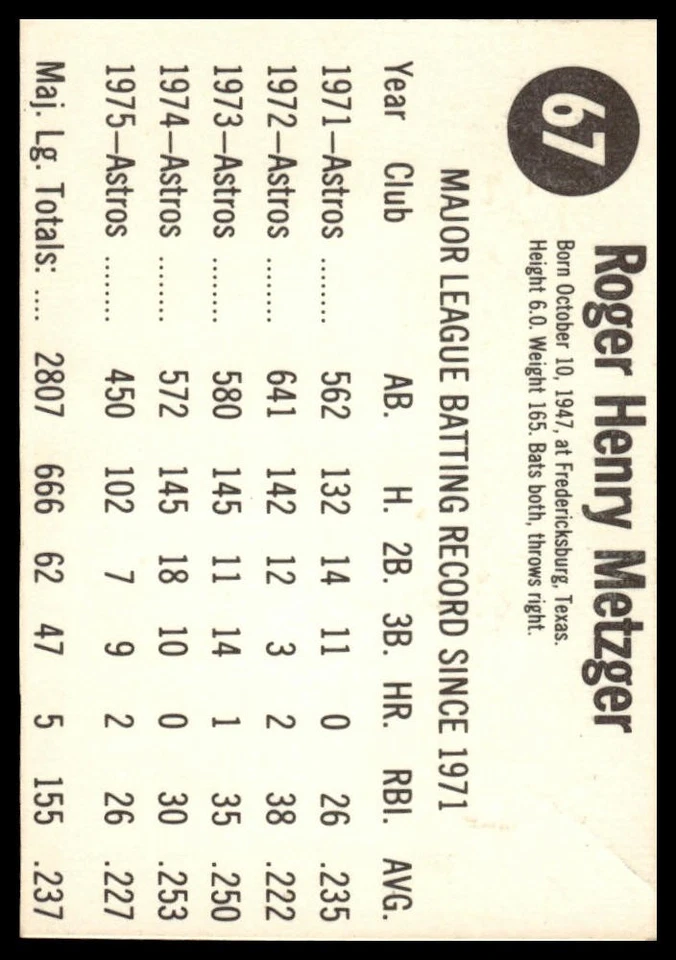 67
Roger Henry Metzger
Born October 10, 1947, at Fredericksburg, Texas.
Height 6.0. Weight 165. Bats both, throws right.
MAJOR LEAGUE BATTING RECORD SINCE 1971
Year Club AB. H. 2B. 3B. HR. RBI. AVG.
1971—Astros ......... 562 132 14 11 0 26 .235
1972—Astros ......... 641 142 12 3 2 38 .222
1973—Astros ......... 580 145 11 14 1 35 .250
1974—Astros ......... 572 145 18 10 0 30 .253
1975—Astros ......... 450 102 7 9 2 26 .227
Maj. Lg. Totals: .... 2807 666 62 47 5 155 .237